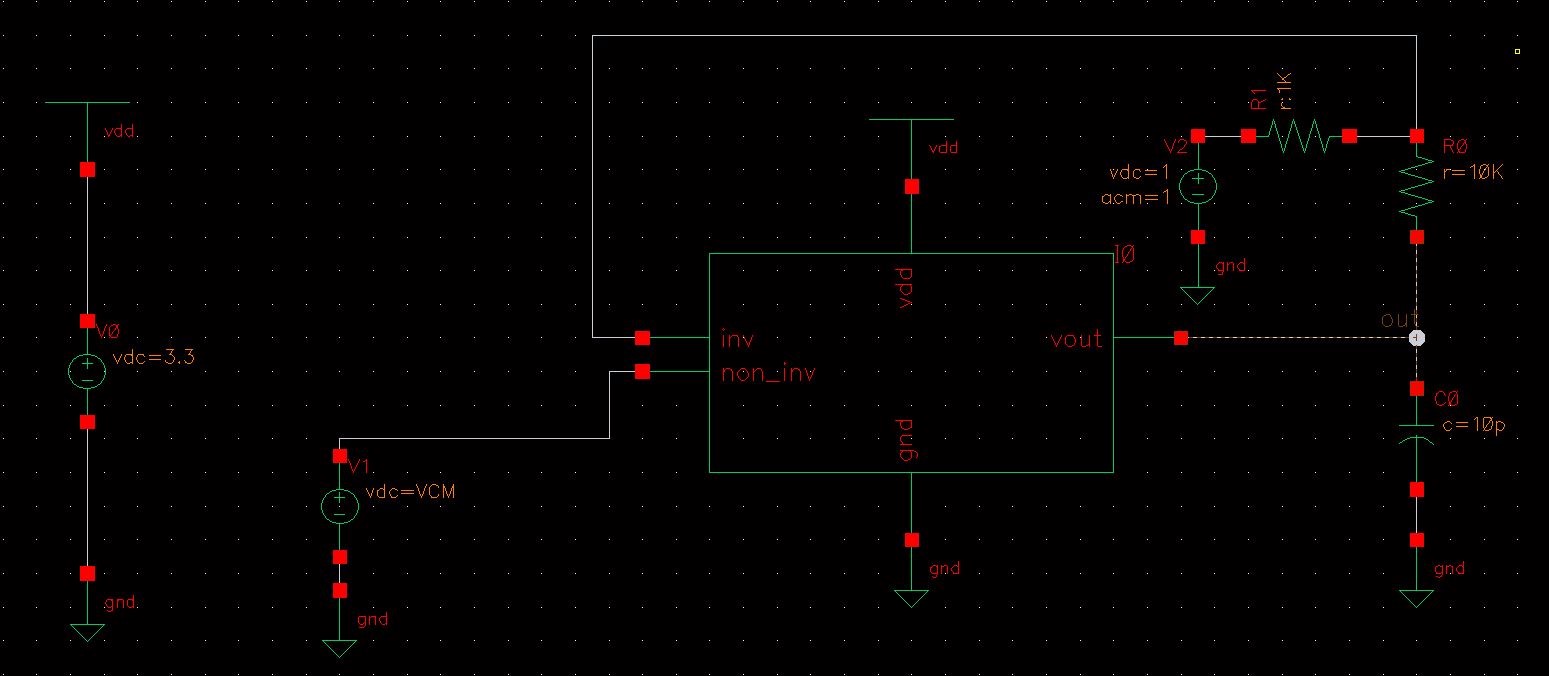 vdd
V0
vdc=3.3
gnd
V1
vdc=VCM
gnd
vdd
I0
vdd
inv
non_inv
vout
gnd
gnd
R1
r:1K
V2
vdc=1
acm=1
gnd
R0
r=10K
out
C0
c=10p
gnd